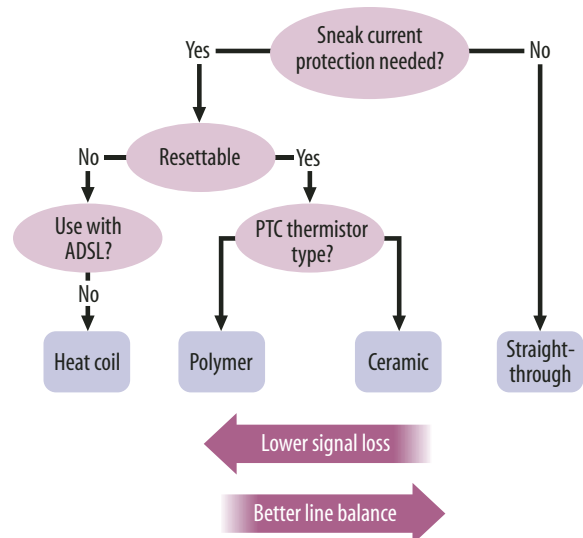 Sneak current
protection needed?
Yes
No
Resettable
No
Yes
Use with
ADSL?
PTC thermistor
type?
No
Heat coil
Polymer
Ceramic
Straight-
through
Lower signal loss
Better line balance